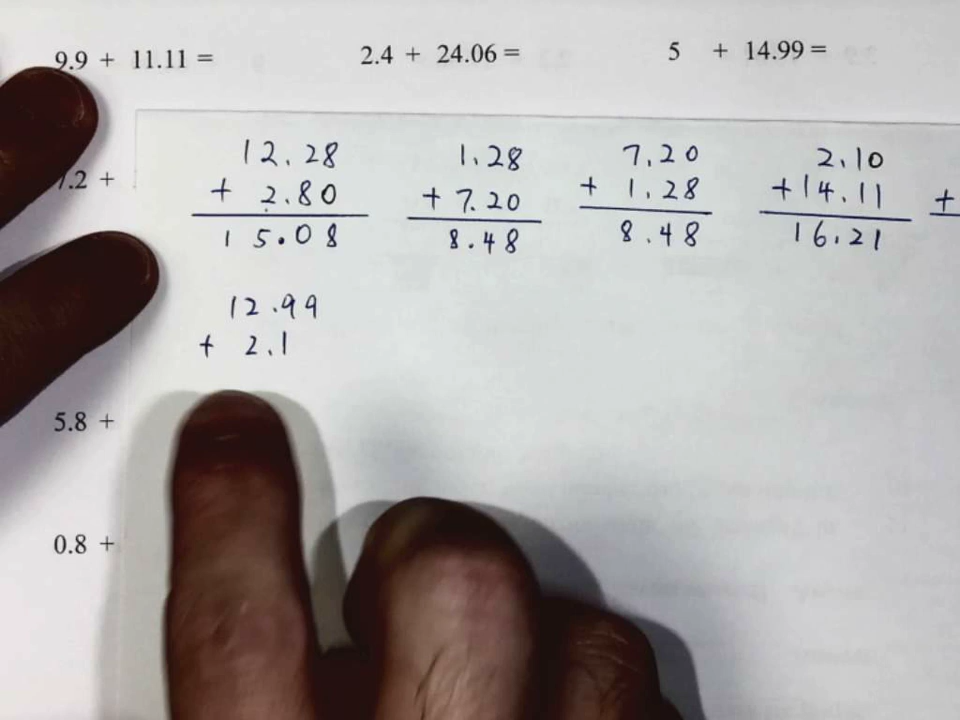 9.9 + 11.11 = 2.4 + 24.06 = 5 + 14.99 =
.2 +
12.28 1.28 7.20 2.10
+ 2.80 + 7.20 + 1.28 +14.11 +
15.08 8.48 8.48 16.21
12.99
+ 2.1
5.8 +
0.8 +